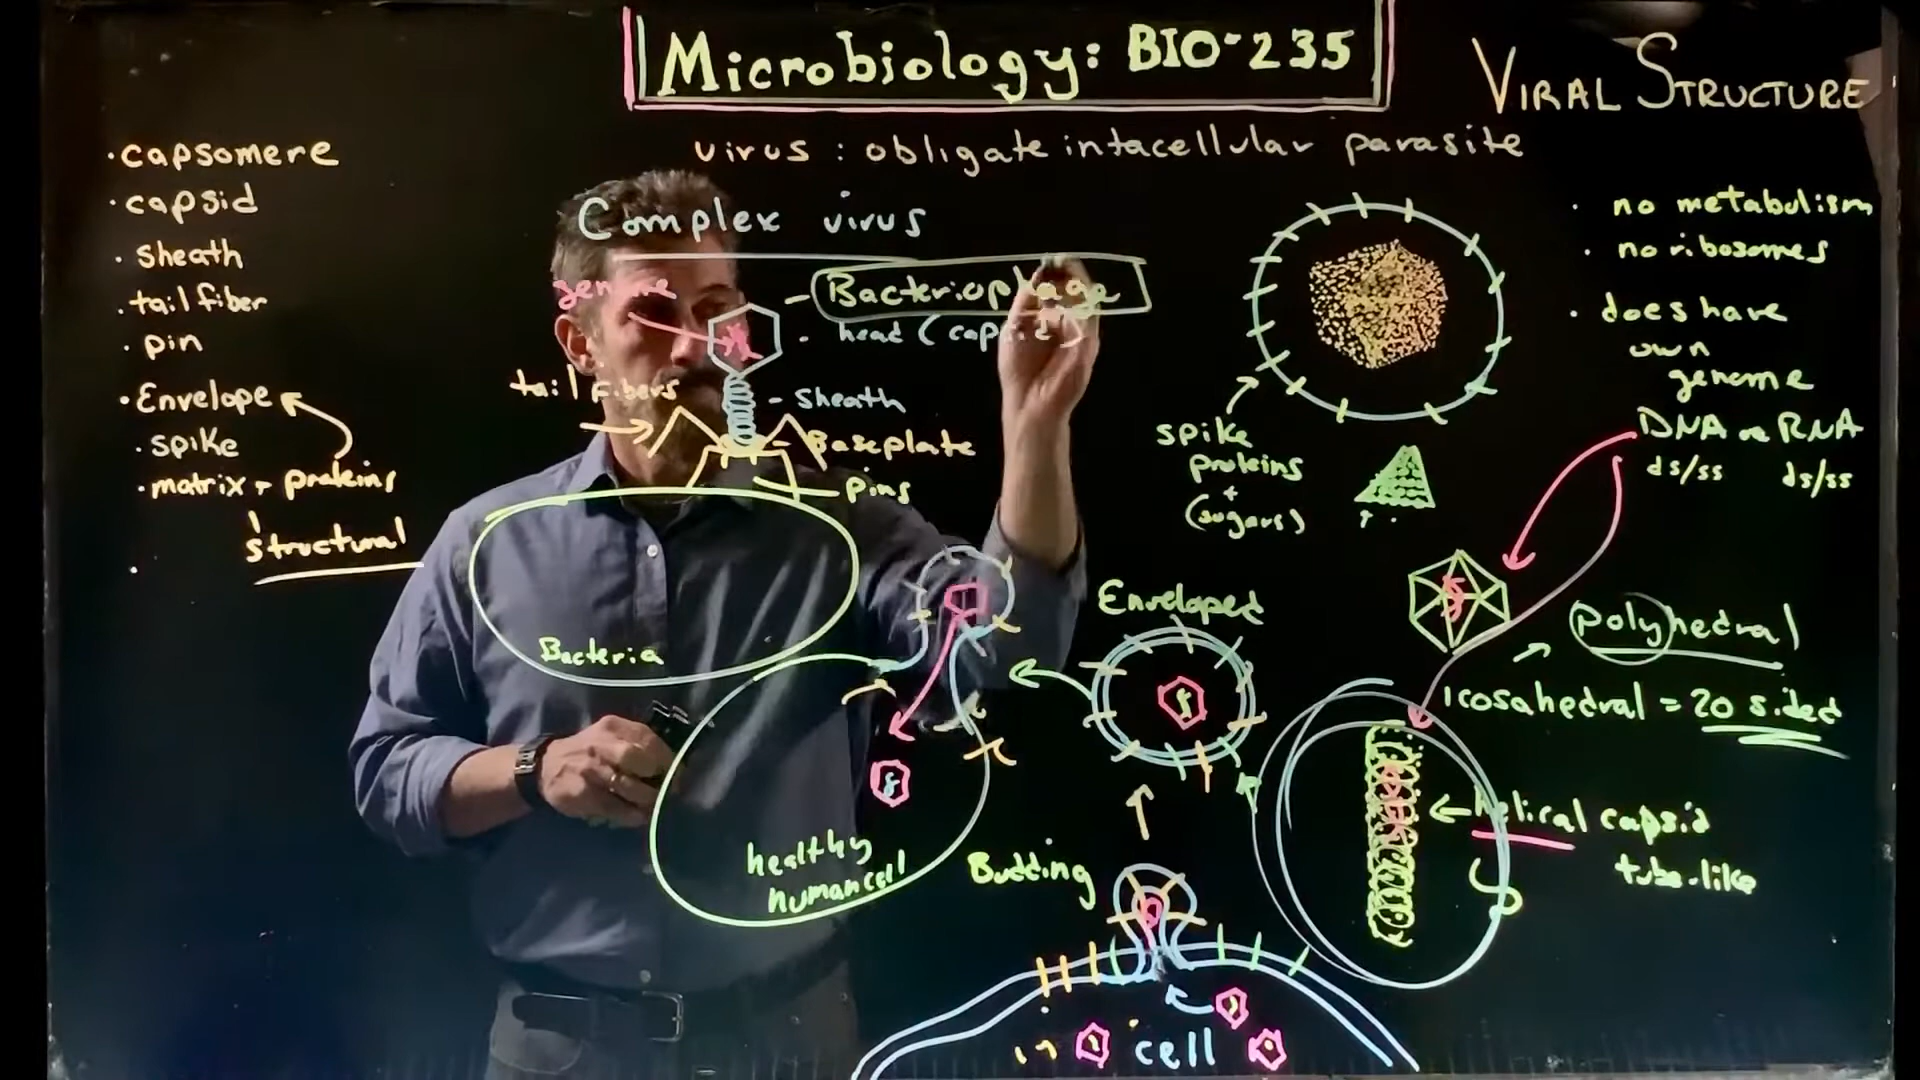 Microbiology: BIO-235
VIRAL STRUCTURE
virus : obligate intacellular parasite
· capsomere
· capsid
· sheath
· tail fiber
· pin
· Envelope
· spike
· matrix + proteins
structural
Complex virus
genome
- Bacteriophage
- head (capsid)
tail fibers
- sheath
- Baseplate
pins
Bacteria
healthy
human cell
Budding
Enveloped
cell
spike
proteins
+
(sugars)
· no metabolism
· no ribosomes
· does have
own
genome
DNA or RNA
ds/ss ds/ss
polyhedral
icosahedral = 20 sided
helical capsid
tube-like